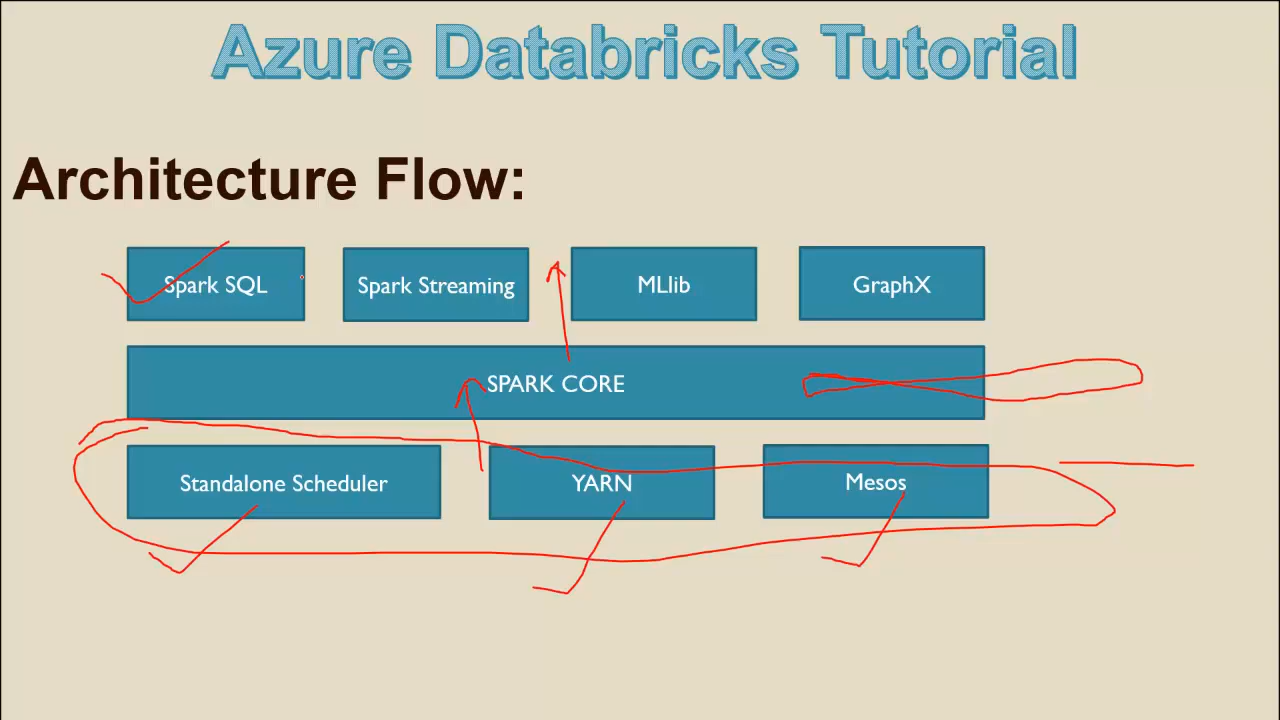 Azure Databricks Tutorial
Architecture Flow:
Spark SQL
Spark Streaming
MLlib
GraphX
SPARK CORE
Standalone Scheduler
YARN
Mesos